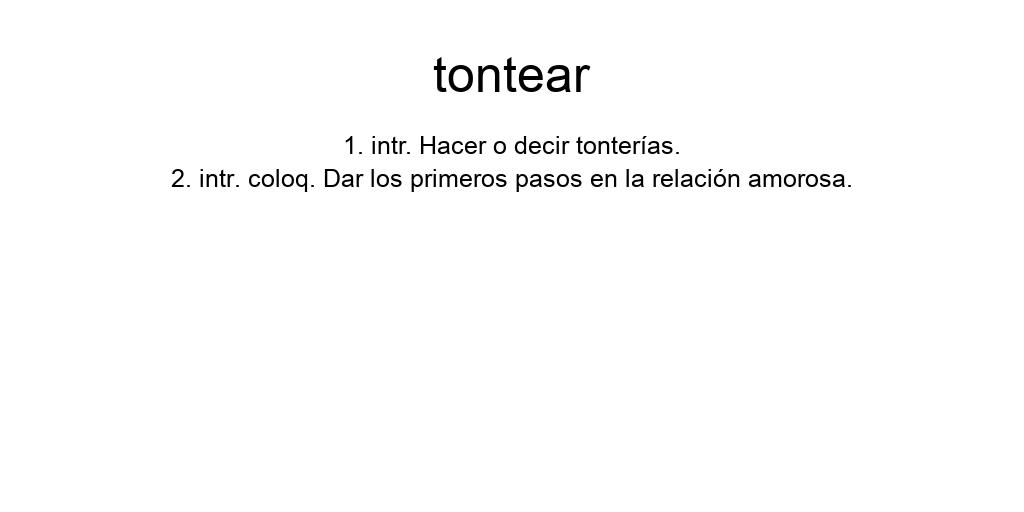 tontear
1. intr. Hacer o decir tonterías.
2. intr. coloq. Dar los primeros pasos en la relación amorosa.